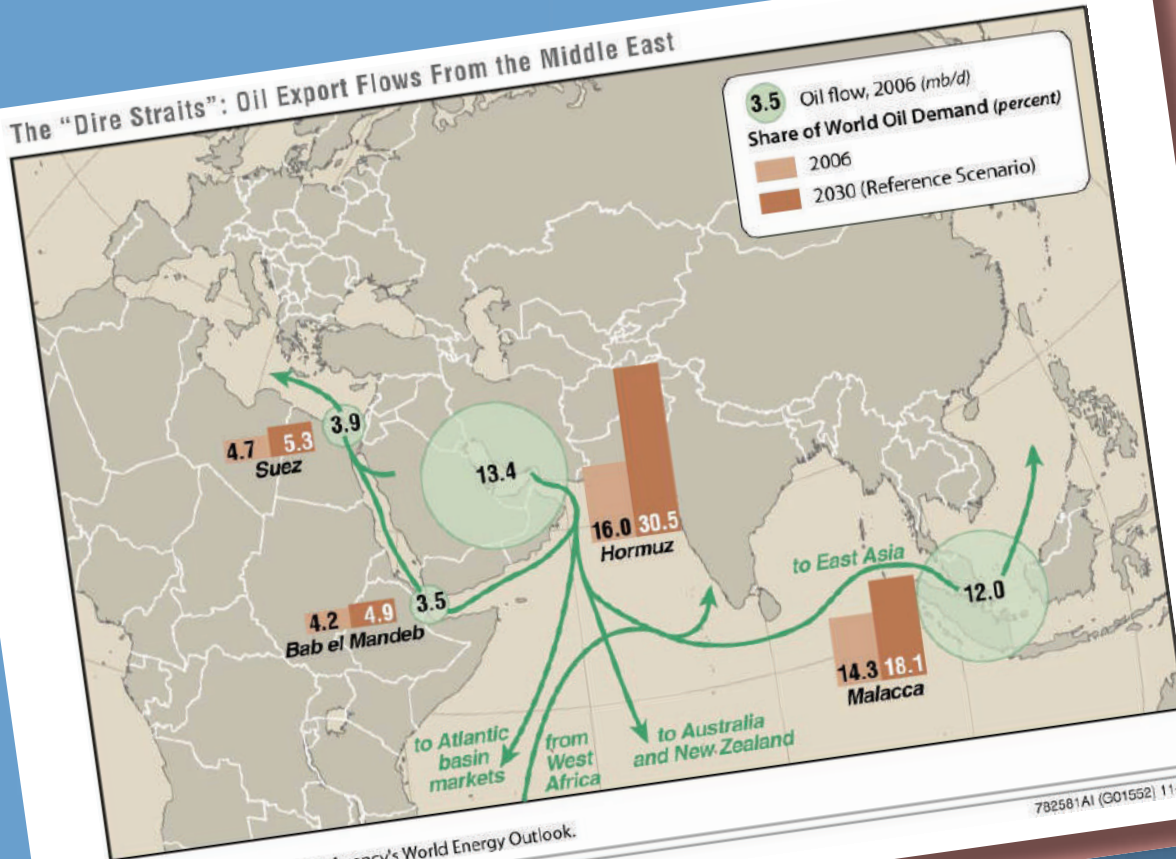 The "Dire Straits": Oil Export Flows From the Middle East
3.5 Oil flow, 2006 (mb/d)
Share of World Oil Demand (percent)
2006
2030 (Reference Scenario)
3.9
4.7 5.3
Suez
13.4
16.0 30.5
Hormuz
3.5
4.2 4.9
Bab el Mandeb
to East Asia
12.0
14.3 18.1
Malacca
to Atlantic
basin
markets
from
West
Africa
to Australia
and New Zealand
World Energy Outlook.
782581AI (G01552) 11-